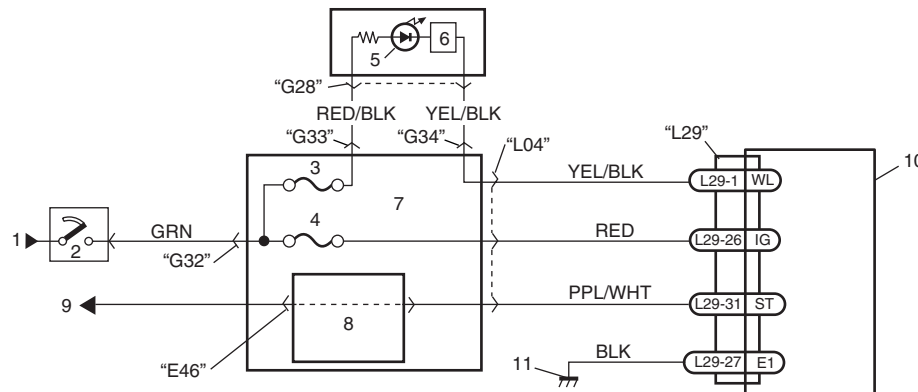 5
6
“G28”
RED/BLK YEL/BLK
“G33” “G34” “L04” “L29”
10
3
YEL/BLK L29-1 WL
7
4
1 2 GRN “G32” RED L29-26 IG
9 8 PPL/WHT L29-31 ST
“E46” 11 BLK L29-27 E1